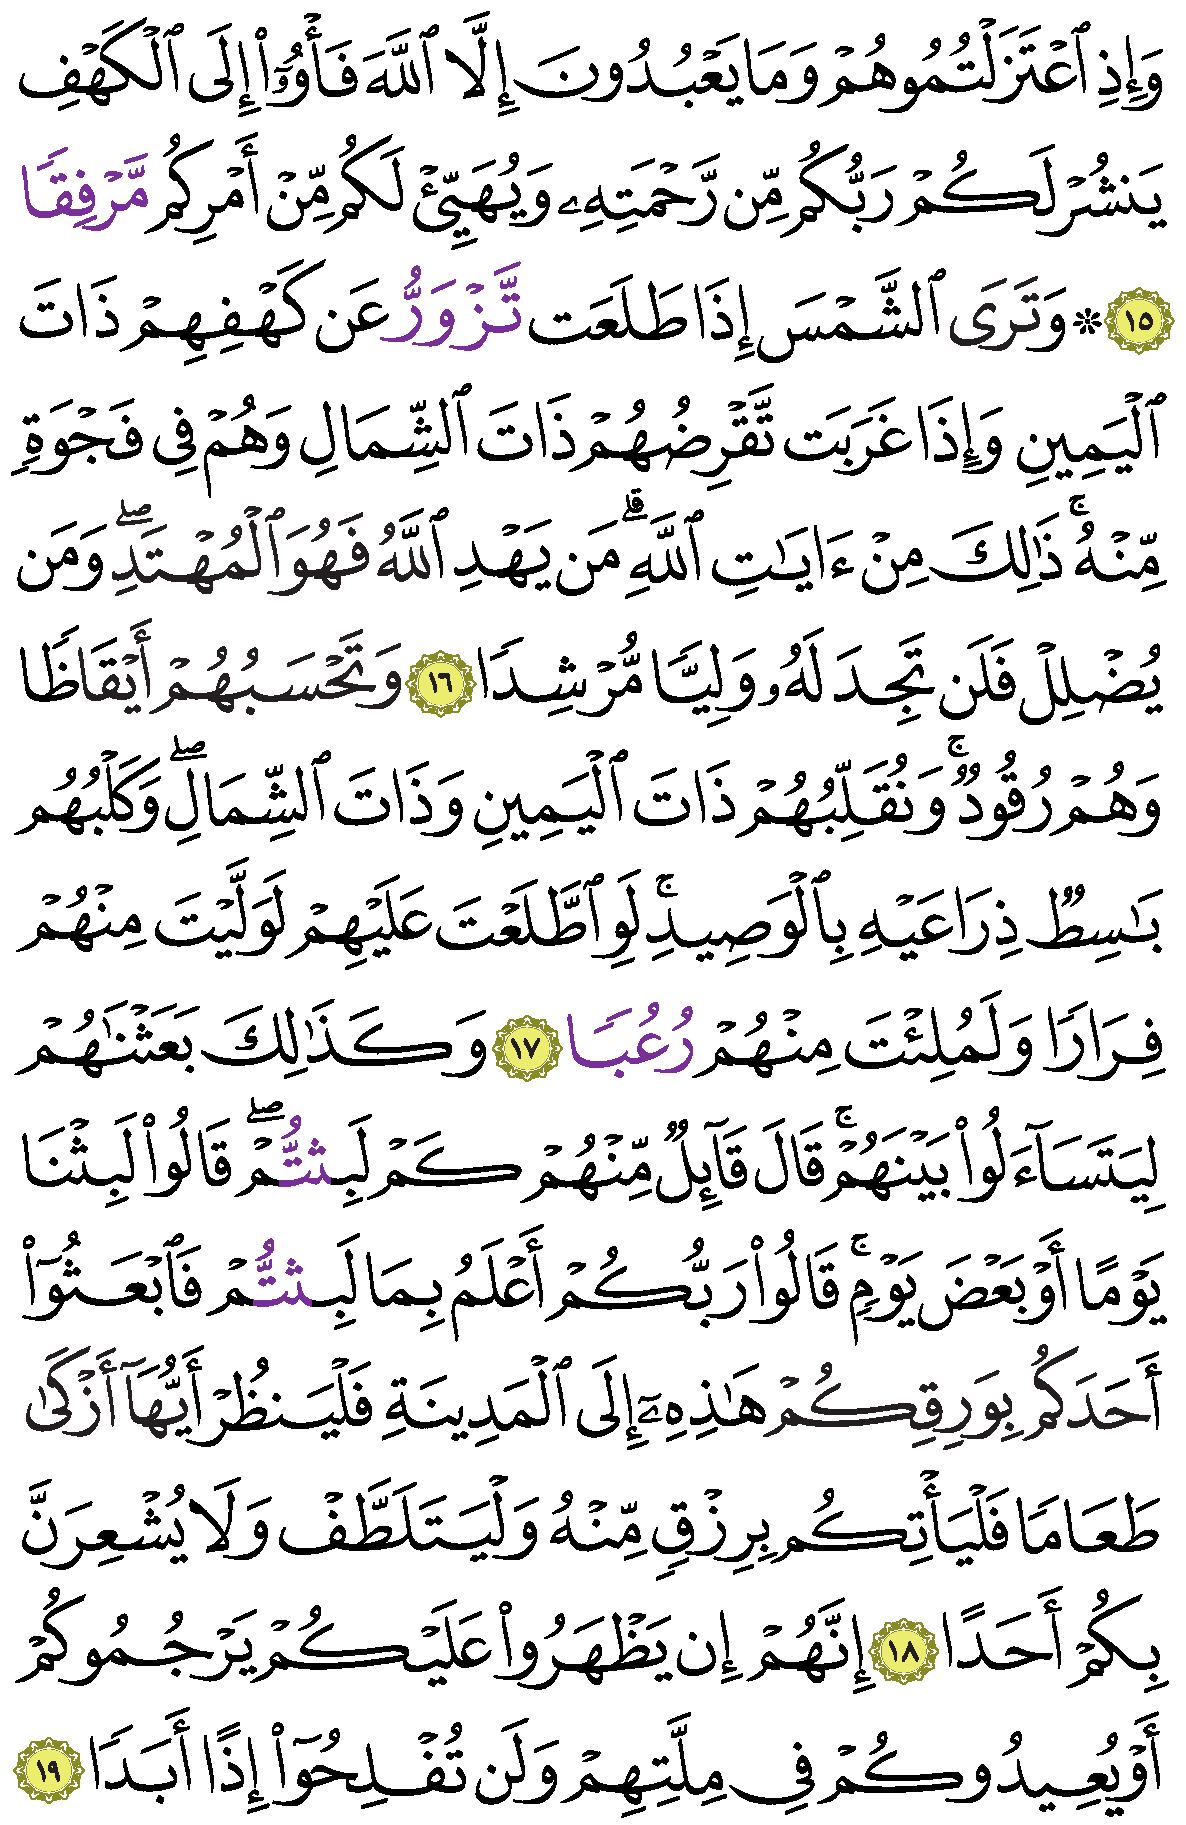 وَإِذِ ٱعْتَزَلْتُمُوهُمْ وَمَا يَعْبُدُونَ إِلَّا ٱللَّهَ فَأْوُۥٓا۟ إِلَى ٱلْكَهْفِ
يَنشُرْ لَكُمْ رَبُّكُم مِّن رَّحْمَتِهِۦ وَيُهَيِّئْ لَكُم مِّنْ أَمْرِكُم مَّرْفِقًا
١٥ ۞ وَتَرَى ٱلشَّمْسَ إِذَا طَلَعَت تَّزْوَرُّ عَن كَهْفِهِمْ ذَاتَ
ٱلْيَمِينِ وَإِذَا غَرَبَت تَّقْرِضُهُمْ ذَاتَ ٱلشِّمَالِ وَهُمْ فِى فَجْوَةٍ
مِّنْهُ ۚ ذَٰلِكَ مِنْ ءَايَـٰتِ ٱللَّهِ ۗ مَن يَهْدِ ٱللَّهُ فَهُوَ ٱلْمُهْتَدِ ۖ وَمَن
يُضْلِلْ فَلَن تَجِدَ لَهُۥ وَلِيًّا مُّرْشِدًا ١٦ وَتَحْسَبُهُمْ أَيْقَاظًا
وَهُمْ رُقُودٌ ۚ وَنُقَلِّبُهُمْ ذَاتَ ٱلْيَمِينِ وَذَاتَ ٱلشِّمَالِ ۖ وَكَلْبُهُم
بَـٰسِطٌ ذِرَاعَيْهِ بِٱلْوَصِيدِ ۚ لَوِ ٱطَّلَعْتَ عَلَيْهِمْ لَوَلَّيْتَ مِنْهُمْ
فِرَارًا وَلَمُلِئْتَ مِنْهُمْ رُعُبًا ١٧ وَكَذَٰلِكَ بَعَثْنَـٰهُمْ
لِيَتَسَآءَلُوا۟ بَيْنَهُمْ ۚ قَالَ قَآئِلٌ مِّنْهُمْ كَمْ لَبِثتُّمْ ۖ قَالُوا۟ لَبِثْنَا
يَوْمًا أَوْ بَعْضَ يَوْمٍ ۚ قَالُوا۟ رَبُّكُمْ أَعْلَمُ بِمَا لَبِثتُّمْ فَٱبْعَثُوٓا۟
أَحَدَكُم بِوَرِقِكُمْ هَـٰذِهِۦٓ إِلَى ٱلْمَدِينَةِ فَلْيَنظُرْ أَيُّهَآ أَزْكَىٰ
طَعَامًا فَلْيَأْتِكُم بِرِزْقٍ مِّنْهُ وَلْيَتَلَطَّفْ وَلَا يُشْعِرَنَّ
بِكُمْ أَحَدًا ١٨ إِنَّهُمْ إِن يَظْهَرُوا۟ عَلَيْكُمْ يَرْجُمُوكُمْ
أَوْ يُعِيدُوكُمْ فِى مِلَّتِهِمْ وَلَن تُفْلِحُوٓا۟ إِذًا أَبَدًا ١٩